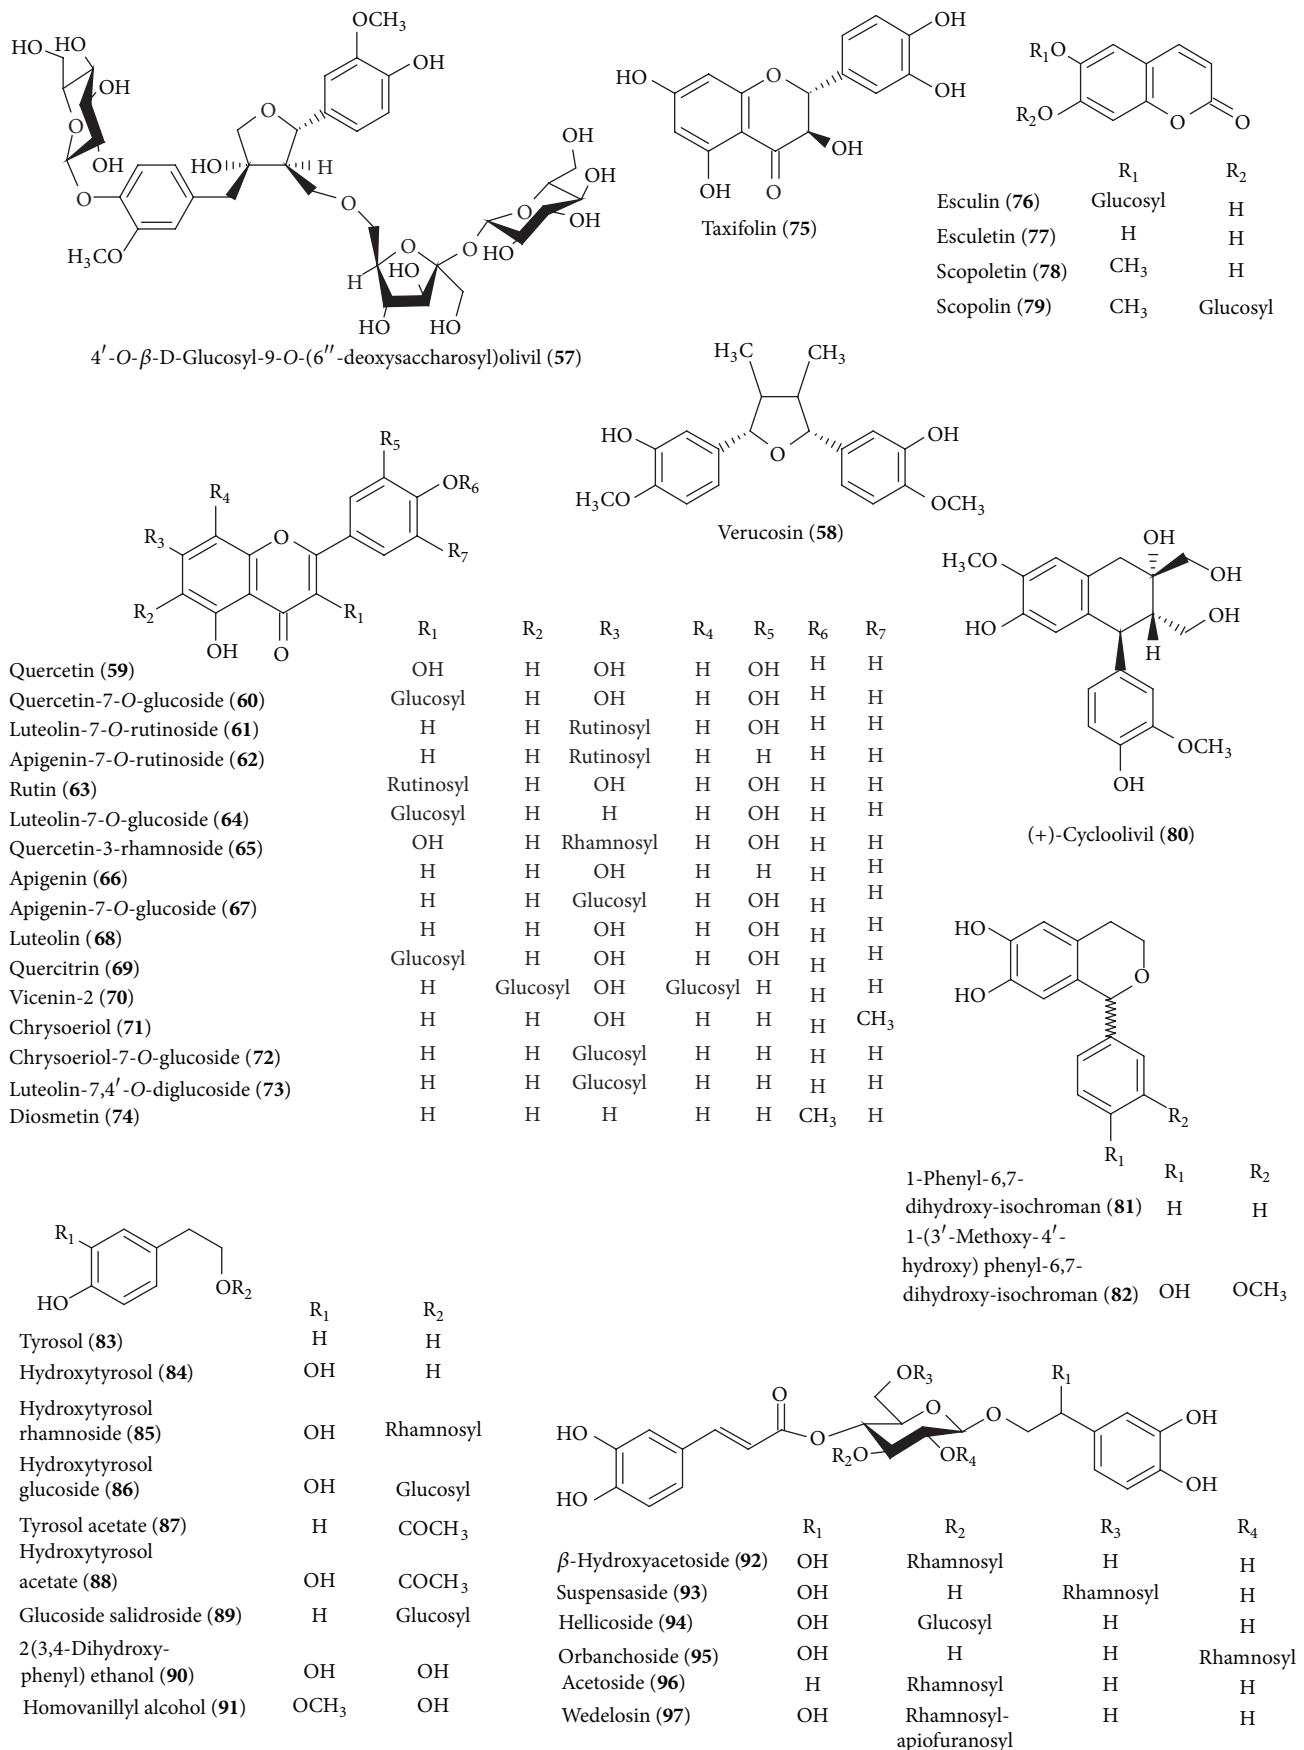 OCH3
OH
HO HO
OH
O
O
OH
HO
H
O
O
H3CO
OH
OH
O
OH
HO
O
O
HO
H
HO
HO
4′-O-β-D-Glucosyl-9-O-(6″-deoxysaccharosyl)olivil (57)
OH
HO
O
OH
OH
OH
O
Taxifolin (75)
R1O
R2O
O
O
R1 R2
Esculin (76) Glucosyl H
Esculetin (77) H H
Scopoletin (78) CH3 H
Scopolin (79) CH3 Glucosyl
H3C CH3
HO
OH
O
H3CO
OCH3
Verucosin (58)
R5
OR6
R4
R3
O
R7
R2
R1
OH
O
R1 R2 R3 R4 R5 R6 R7
Quercetin (59) OH H OH H OH H H
Quercetin-7-O-glucoside (60) Glucosyl H OH H OH H H
Luteolin-7-O-rutinoside (61) H H Rutinosyl H OH H H
Apigenin-7-O-rutinoside (62) H H Rutinosyl H H H H
Rutin (63) Rutinosyl H OH H OH H H
Luteolin-7-O-glucoside (64) Glucosyl H H H OH H H
Quercetin-3-rhamnoside (65) OH H Rhamnosyl H OH H H
Apigenin (66) H H OH H H H H
Apigenin-7-O-glucoside (67) H H Glucosyl H OH H H
Luteolin (68) H H OH H OH H H
Quercitrin (69) Glucosyl H OH H OH H H
Vicenin-2 (70) H Glucosyl OH Glucosyl H H H
Chrysoeriol (71) H H OH H H H CH3
Chrysoeriol-7-O-glucoside (72) H H Glucosyl H H H H
Luteolin-7,4′-O-diglucoside (73) H H Glucosyl H H H H
Diosmetin (74) H H H H H CH3 H
OH
H3CO
OH
OH
HO
H
OCH3
OH
(+)-Cycloolivil (80)
HO
O
HO
R2
R1
R1 R2
1-Phenyl-6,7-
dihydroxy-isochroman (81) H H
1-(3′-Methoxy-4′-
hydroxy) phenyl-6,7-
dihydroxy-isochroman (82) OH OCH3
R1
OR2
HO
R1 R2
Tyrosol (83) H H
Hydroxytyrosol (84) OH H
Hydroxytyrosol
rhamnoside (85) OH Rhamnosyl
Hydroxytyrosol
glucoside (86) OH Glucosyl
Tyrosol acetate (87) H COCH3
Hydroxytyrosol
acetate (88) OH COCH3
Glucoside salidroside (89) H Glucosyl
2(3,4-Dihydroxy-
phenyl) ethanol (90) OH OH
Homovanillyl alcohol (91) OCH3 OH
OR3
R1
O
O
O
OH
HO
O
R2O
OR4
OH
HO
R1 R2 R3 R4
β-Hydroxyacetoside (92) OH Rhamnosyl H H
Suspensaside (93) OH H Rhamnosyl H
Hellicoside (94) OH Glucosyl H H
Orbanchoside (95) OH H H Rhamnosyl
Acetoside (96) H Rhamnosyl H H
Wedelosin (97) OH Rhamnosyl- H H
apiofuranosyl